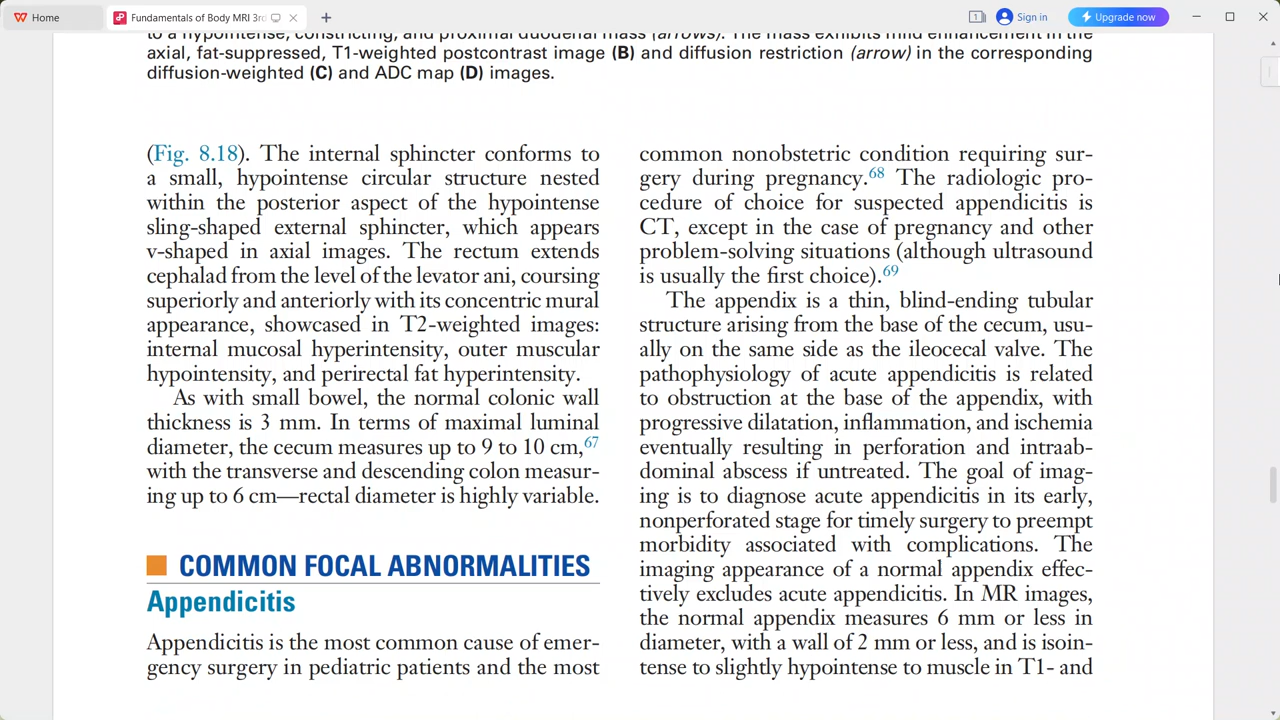 Home
Fundamentals of Body MRI 3rd
Sign in
Upgrade now
to a hypointense, constricting, and proximal duodenal mass (arrows). The mass exhibits mild enhancement in the
axial, fat-suppressed, T1-weighted postcontrast image (B) and diffusion restriction (arrow) in the corresponding
diffusion-weighted (C) and ADC map (D) images.
(Fig. 8.18). The internal sphincter conforms to
a small, hypointense circular structure nested
within the posterior aspect of the hypointense
sling-shaped external sphincter, which appears
v-shaped in axial images. The rectum extends
cephalad from the level of the levator ani, coursing
superiorly and anteriorly with its concentric mural
appearance, showcased in T2-weighted images:
internal mucosal hyperintensity, outer muscular
hypointensity, and perirectal fat hyperintensity.
As with small bowel, the normal colonic wall
thickness is 3 mm. In terms of maximal luminal
diameter, the cecum measures up to 9 to 10 cm,67
with the transverse and descending colon measur-
ing up to 6 cm—rectal diameter is highly variable.
COMMON FOCAL ABNORMALITIES
Appendicitis
Appendicitis is the most common cause of emer-
gency surgery in pediatric patients and the most
common nonobstetric condition requiring sur-
gery during pregnancy.68 The radiologic pro-
cedure of choice for suspected appendicitis is
CT, except in the case of pregnancy and other
problem-solving situations (although ultrasound
is usually the first choice).69
The appendix is a thin, blind-ending tubular
structure arising from the base of the cecum, usu-
ally on the same side as the ileocecal valve. The
pathophysiology of acute appendicitis is related
to obstruction at the base of the appendix, with
progressive dilatation, inflammation, and ischemia
eventually resulting in perforation and intraab-
dominal abscess if untreated. The goal of imag-
ing is to diagnose acute appendicitis in its early,
nonperforated stage for timely surgery to preempt
morbidity associated with complications. The
imaging appearance of a normal appendix effec-
tively excludes acute appendicitis. In MR images,
the normal appendix measures 6 mm or less in
diameter, with a wall of 2 mm or less, and is isoin-
tense to slightly hypointense to muscle in T1- and